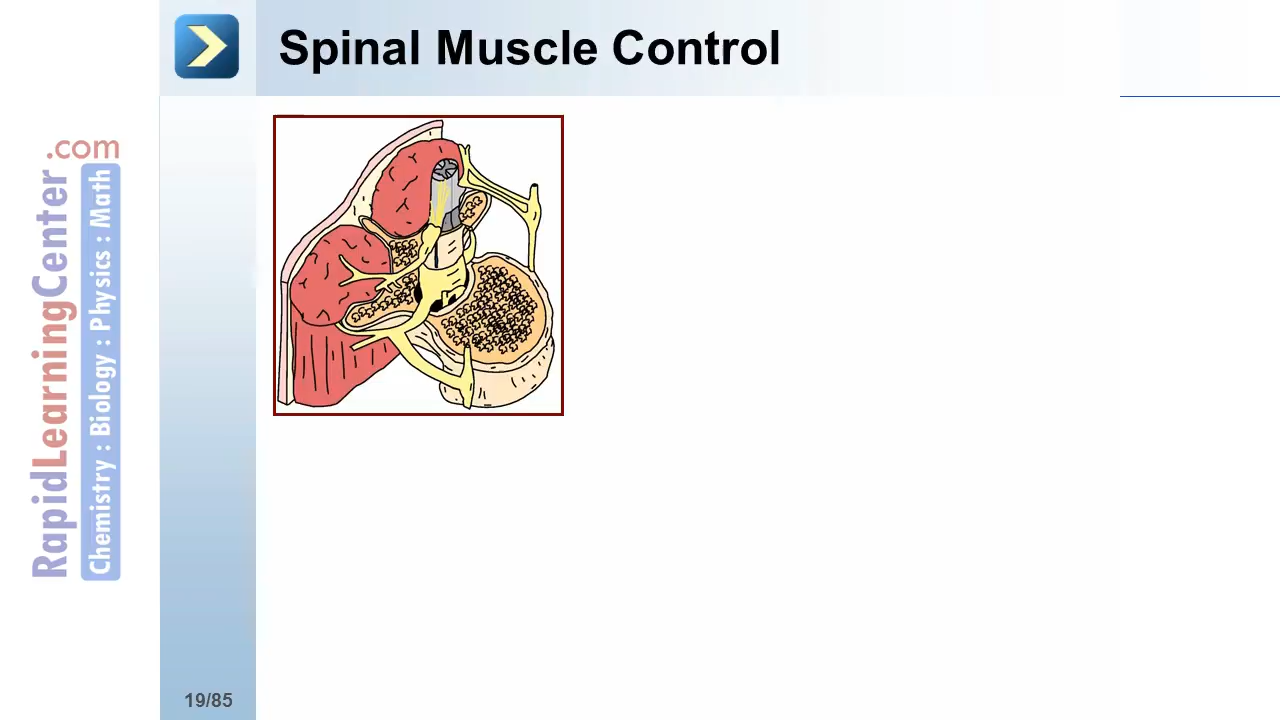 Spinal Muscle Control
RapidLearningCenter.com
Chemistry : Biology : Physics : Math
19/85